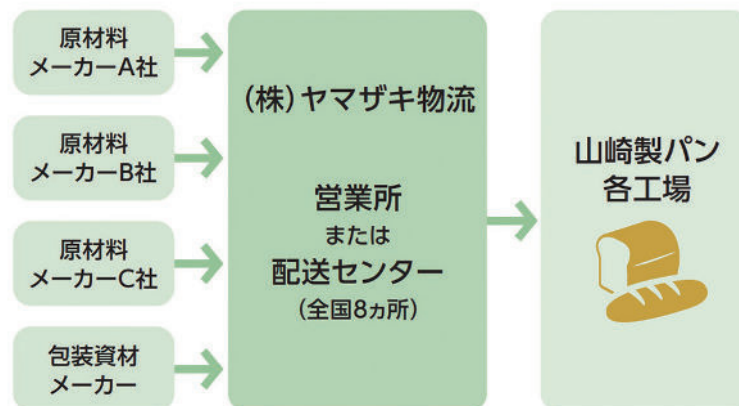 原材料
メーカーA社
原材料
メーカーB社
原材料
メーカーC社
包装資材
メーカー
(株)ヤマザキ物流
営業所
または
配送センター
(全国8ヵ所)
山崎製パン
各工場